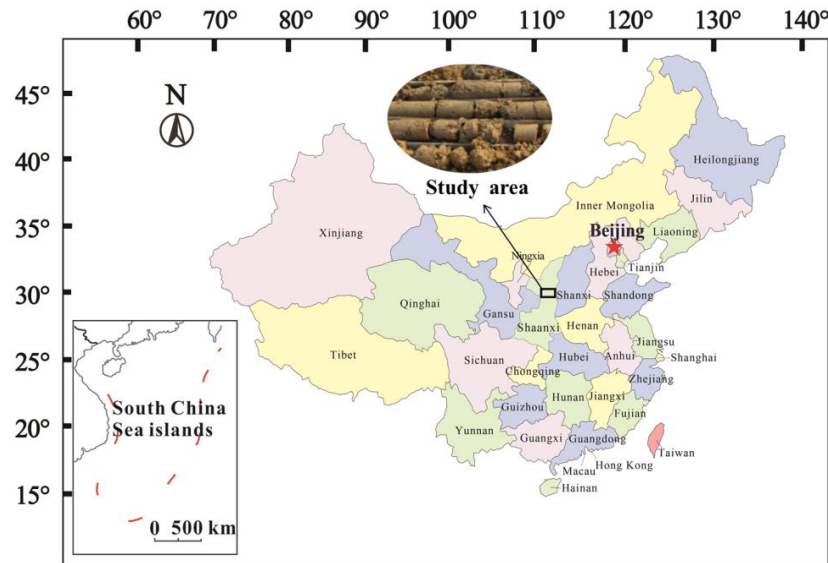 60° 70° 80° 90° 100° 110° 120° 130° 140°
45°
40°
35°
30°
25°
20°
15°
N
Study area
Heilongjiang
Jilin
Inner Mongolia
Liaoning
Beijing
Xinjiang
Ningxia
Tianjin
Hebei
Qinghai
Gansu
Shanxi
Shandong
Shaanxi
Henan
Jiangsu
Tibet
Sichuan
Chongqing
Hubei
Anhui
Shanghai
Zhejiang
Guizhou
Hunan
Jiangxi
Fujian
Yunnan
Guangxi
Guangdong
Taiwan
Hong Kong
Macau
Hainan
South China
Sea islands
0 500 km